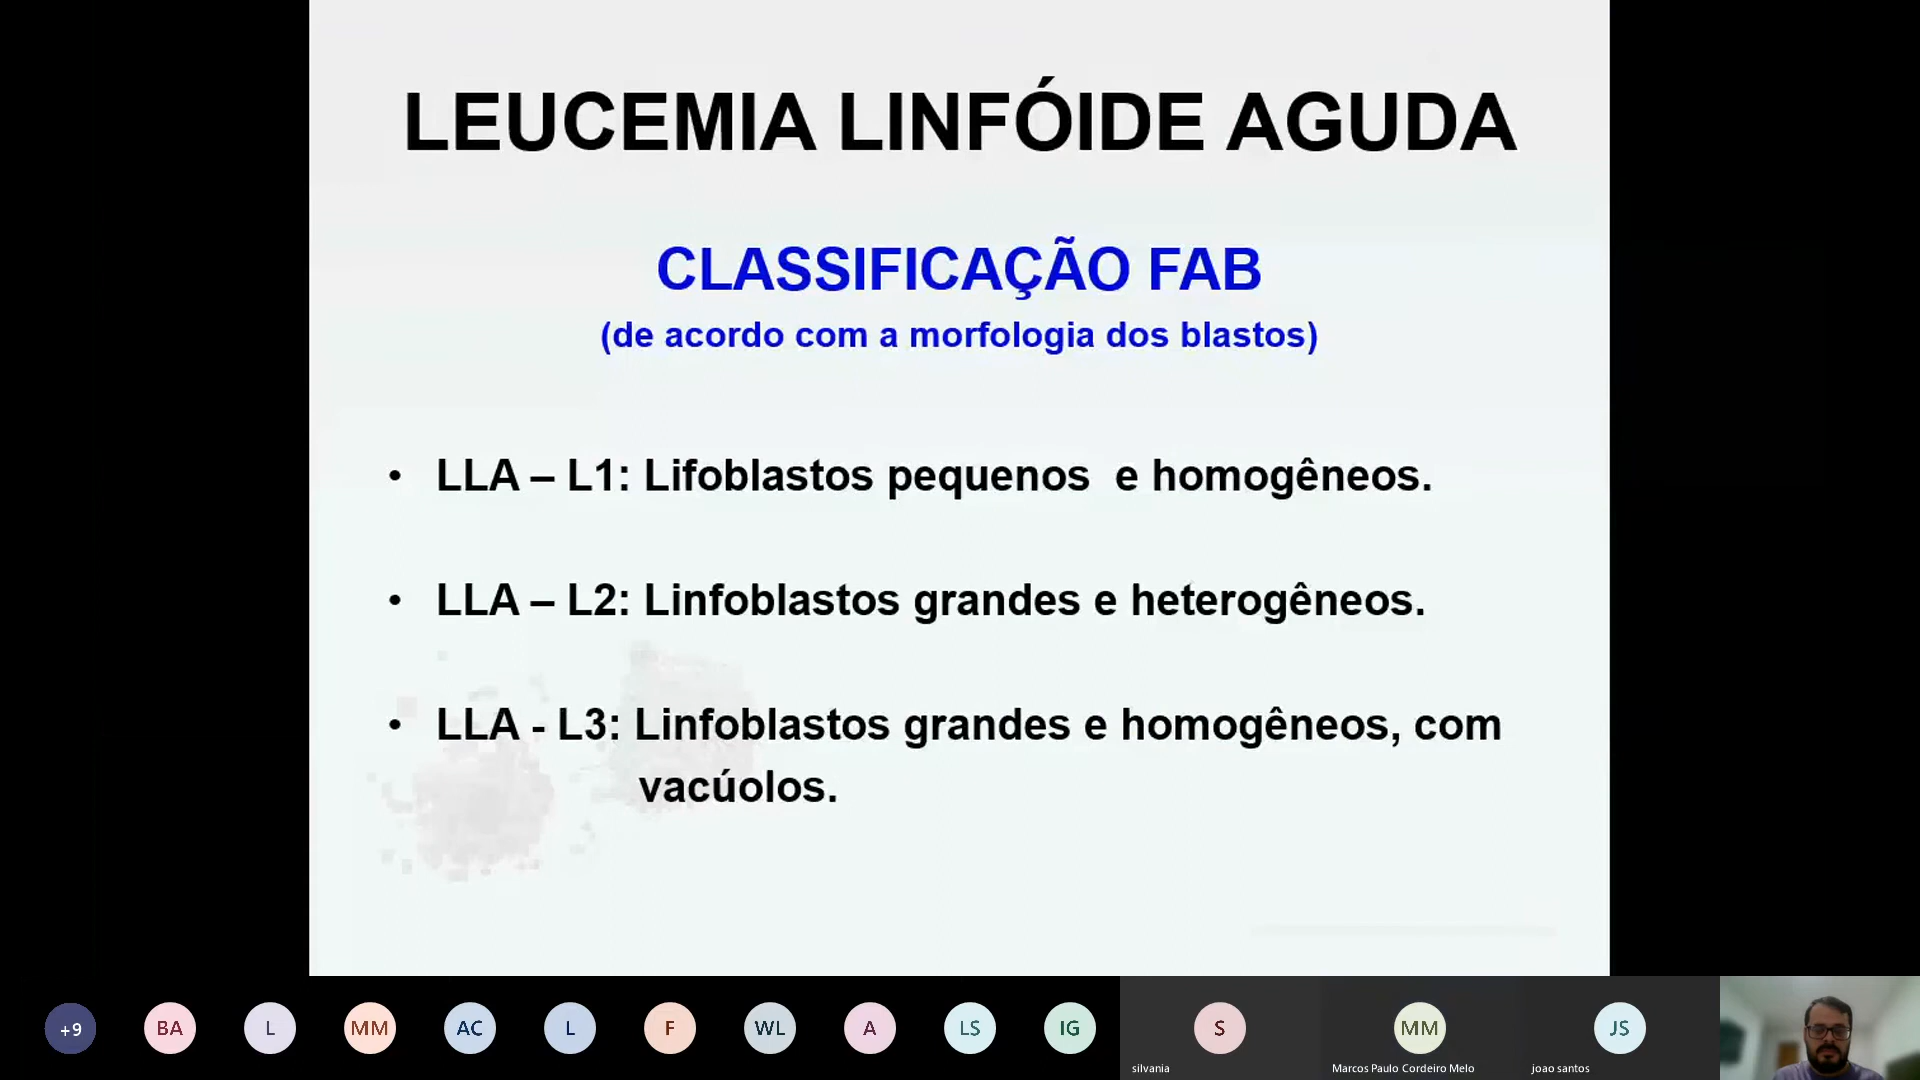 LEUCEMIA LINFÓIDE AGUDA
CLASSIFICAÇÃO FAB
(de acordo com a morfologia dos blastos)
• LLA – L1: Lifoblastos pequenos e homogêneos.
• LLA – L2: Linfoblastos grandes e heterogêneos.
• LLA - L3: Linfoblastos grandes e homogêneos, com
vacúolos.
+9 BA L MM AC L F WL A LS IG S MM JS
silvania Marcos Paulo Cordeiro Melo joao santos